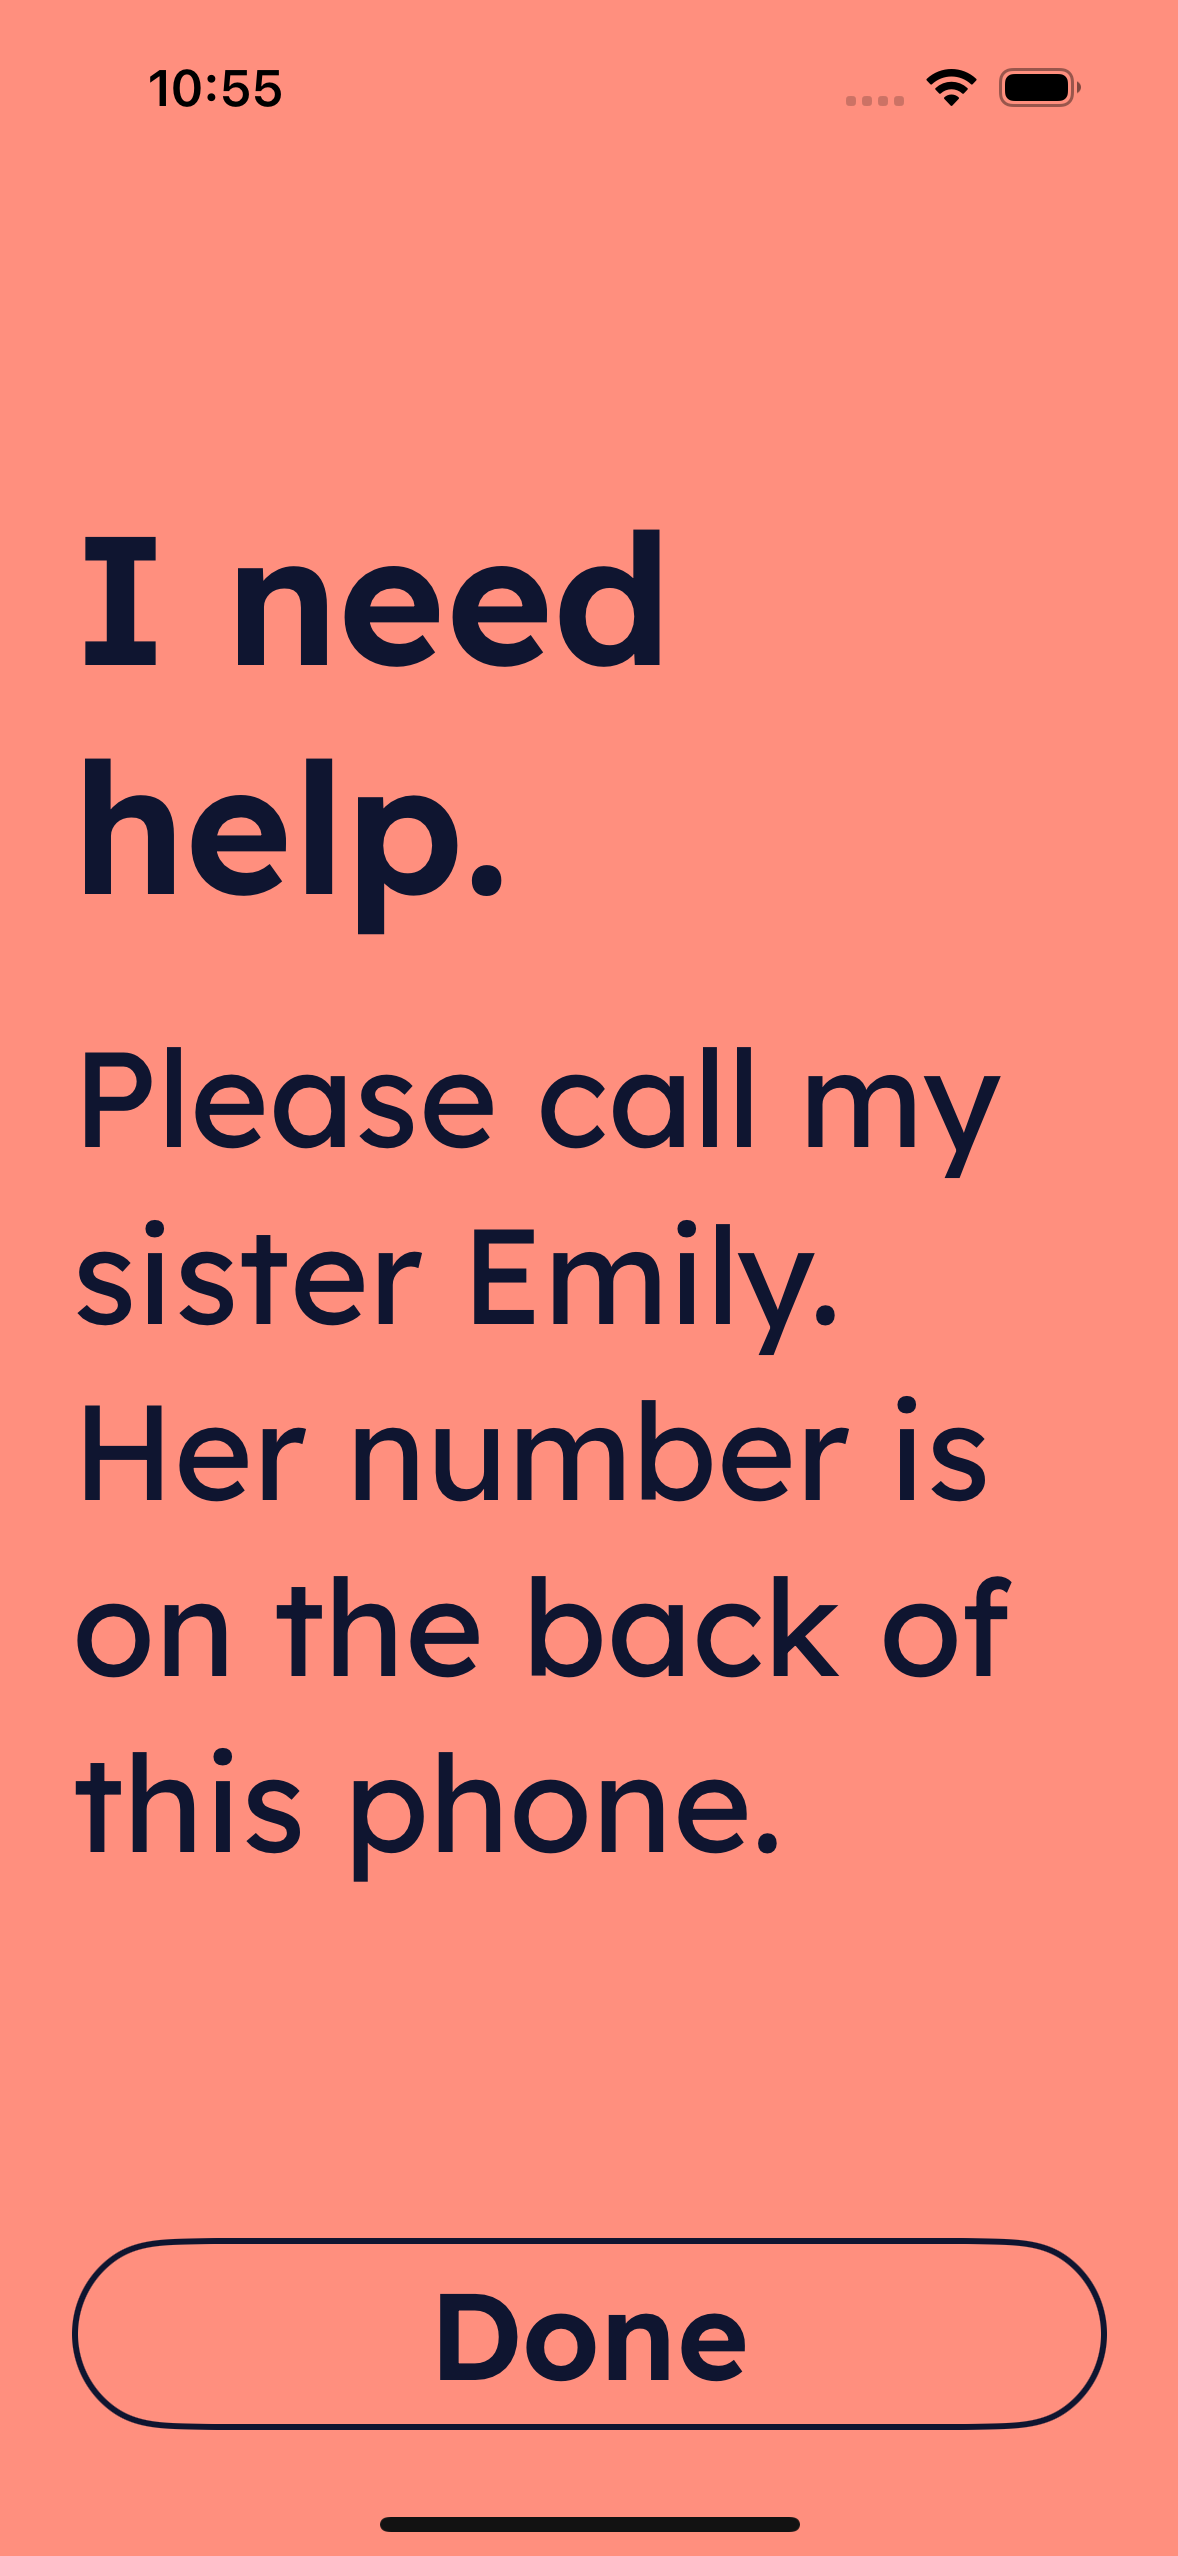 10:55
I need
help.
Please call my
sister Emily.
Her number is
on the back of
this phone.
Done